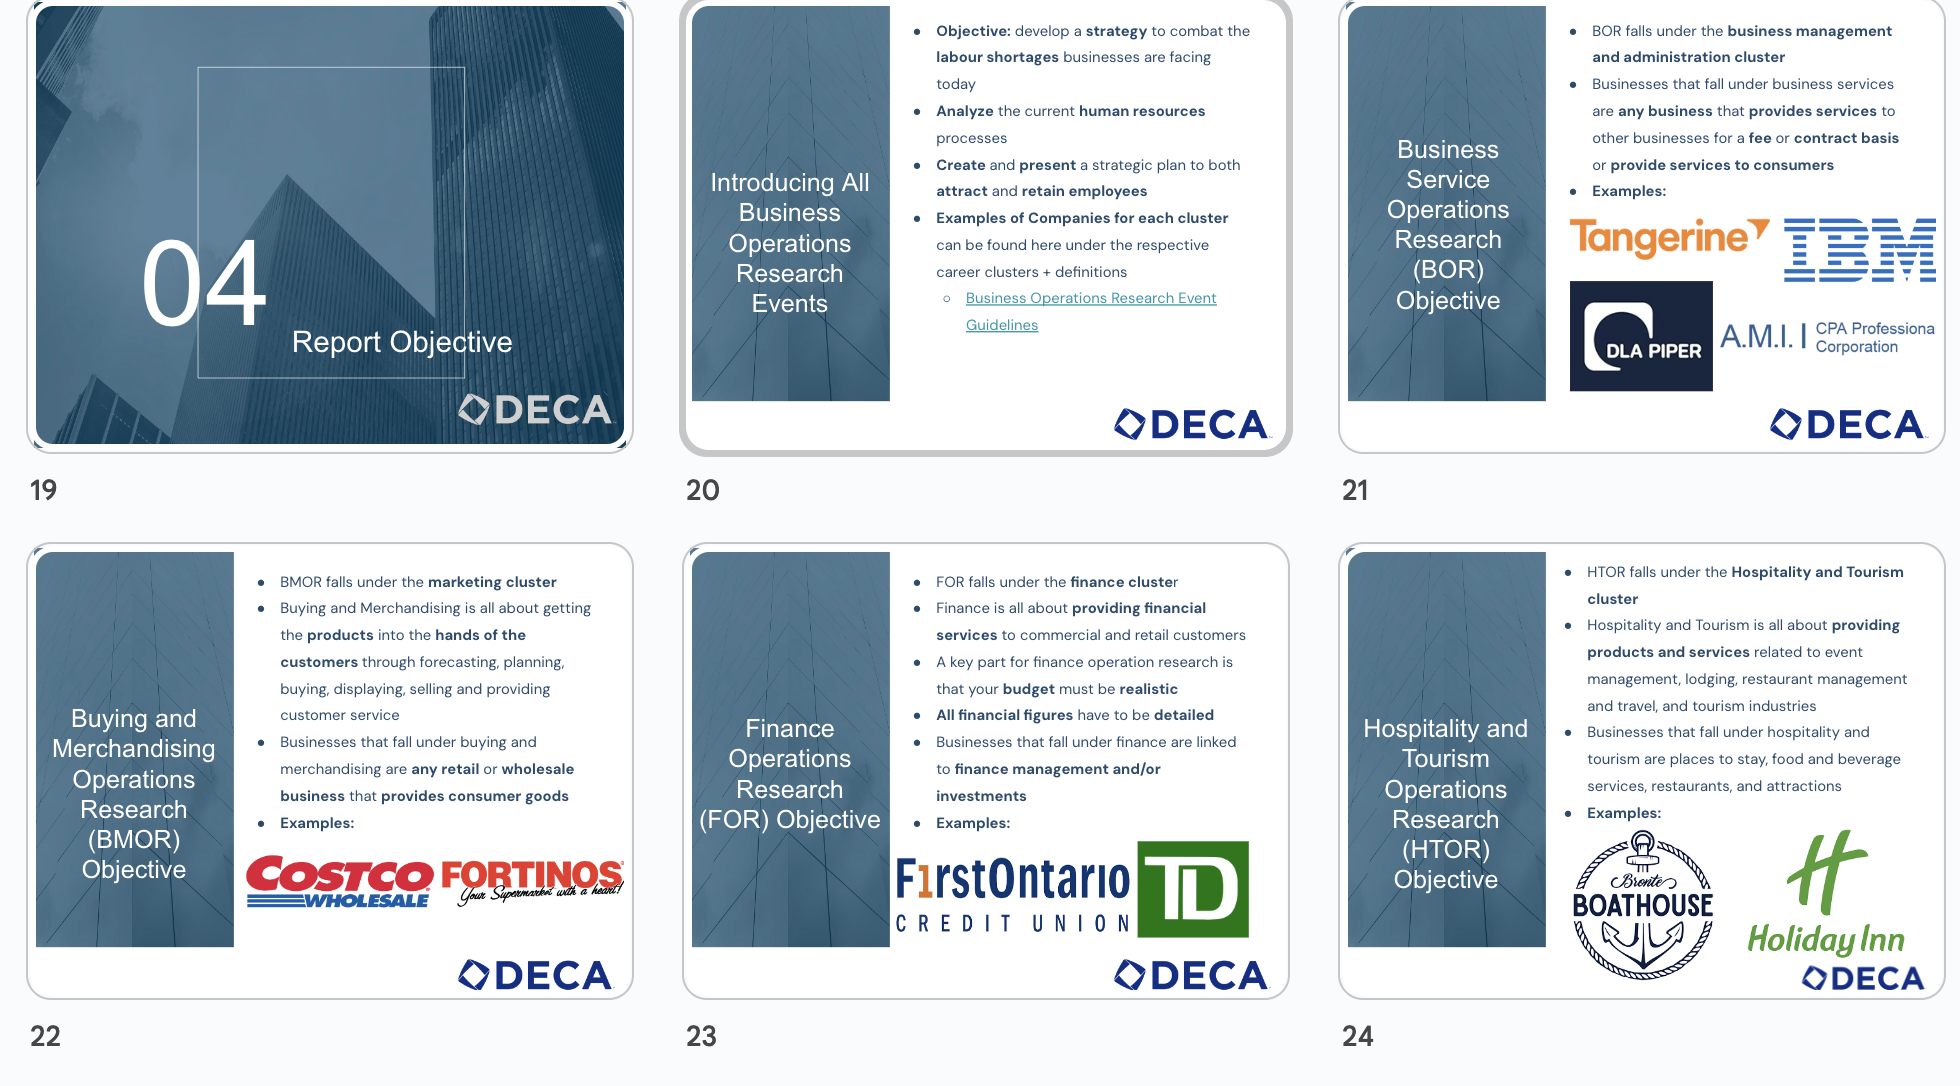 04
Report Objective
DECA
19
Introducing All
Business
Operations
Research
Events
● Objective: develop a strategy to combat the
labour shortages businesses are facing
today
● Analyze the current human resources
processes
● Create and present a strategic plan to both
attract and retain employees
● Examples of Companies for each cluster
can be found here under the respective
career clusters + definitions
○ Business Operations Research Event
Guidelines
DECA
20
Business
Service
Operations
Research
(BOR)
Objective
● BOR falls under the business management
and administration cluster
● Businesses that fall under business services
are any business that provides services to
other businesses for a fee or contract basis
or provide services to consumers
● Examples:
Tangerine
IBM
DLA PIPER
A.M.I. | CPA Professiona
Corporation
DECA
21
Buying and
Merchandising
Operations
Research
(BMOR)
Objective
● BMOR falls under the marketing cluster
● Buying and Merchandising is all about getting
the products into the hands of the
customers through forecasting, planning,
buying, displaying, selling and providing
customer service
● Businesses that fall under buying and
merchandising are any retail or wholesale
business that provides consumer goods
● Examples:
COSTCO
WHOLESALE
FORTINOS
Your Supermarket with a heart!
DECA
22
Finance
Operations
Research
(FOR) Objective
● FOR falls under the finance cluster
● Finance is all about providing financial
services to commercial and retail customers
● A key part for finance operation research is
that your budget must be realistic
● All financial figures have to be detailed
● Businesses that fall under finance are linked
to finance management and/or
investments
● Examples:
F1rstOntario
CREDIT UNION
TD
DECA
23
Hospitality and
Tourism
Operations
Research
(HTOR)
Objective
● HTOR falls under the Hospitality and Tourism
cluster
● Hospitality and Tourism is all about providing
products and services related to event
management, lodging, restaurant management
and travel, and tourism industries
● Businesses that fall under hospitality and
tourism are places to stay, food and beverage
services, restaurants, and attractions
● Examples:
Bronte
BOATHOUSE
H
Holiday Inn
DECA
24